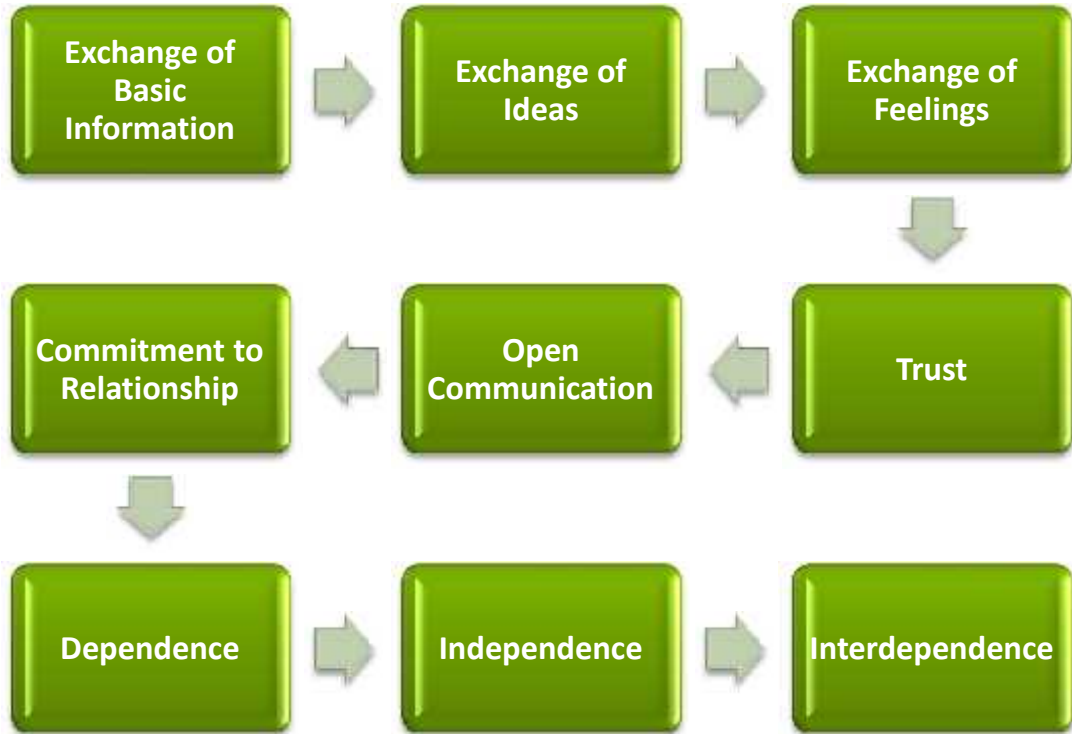 Exchange of
Basic
Information
Exchange of
Ideas
Exchange of
Feelings
Trust
Open
Communication
Commitment to
Relationship
Dependence
Independence
Interdependence